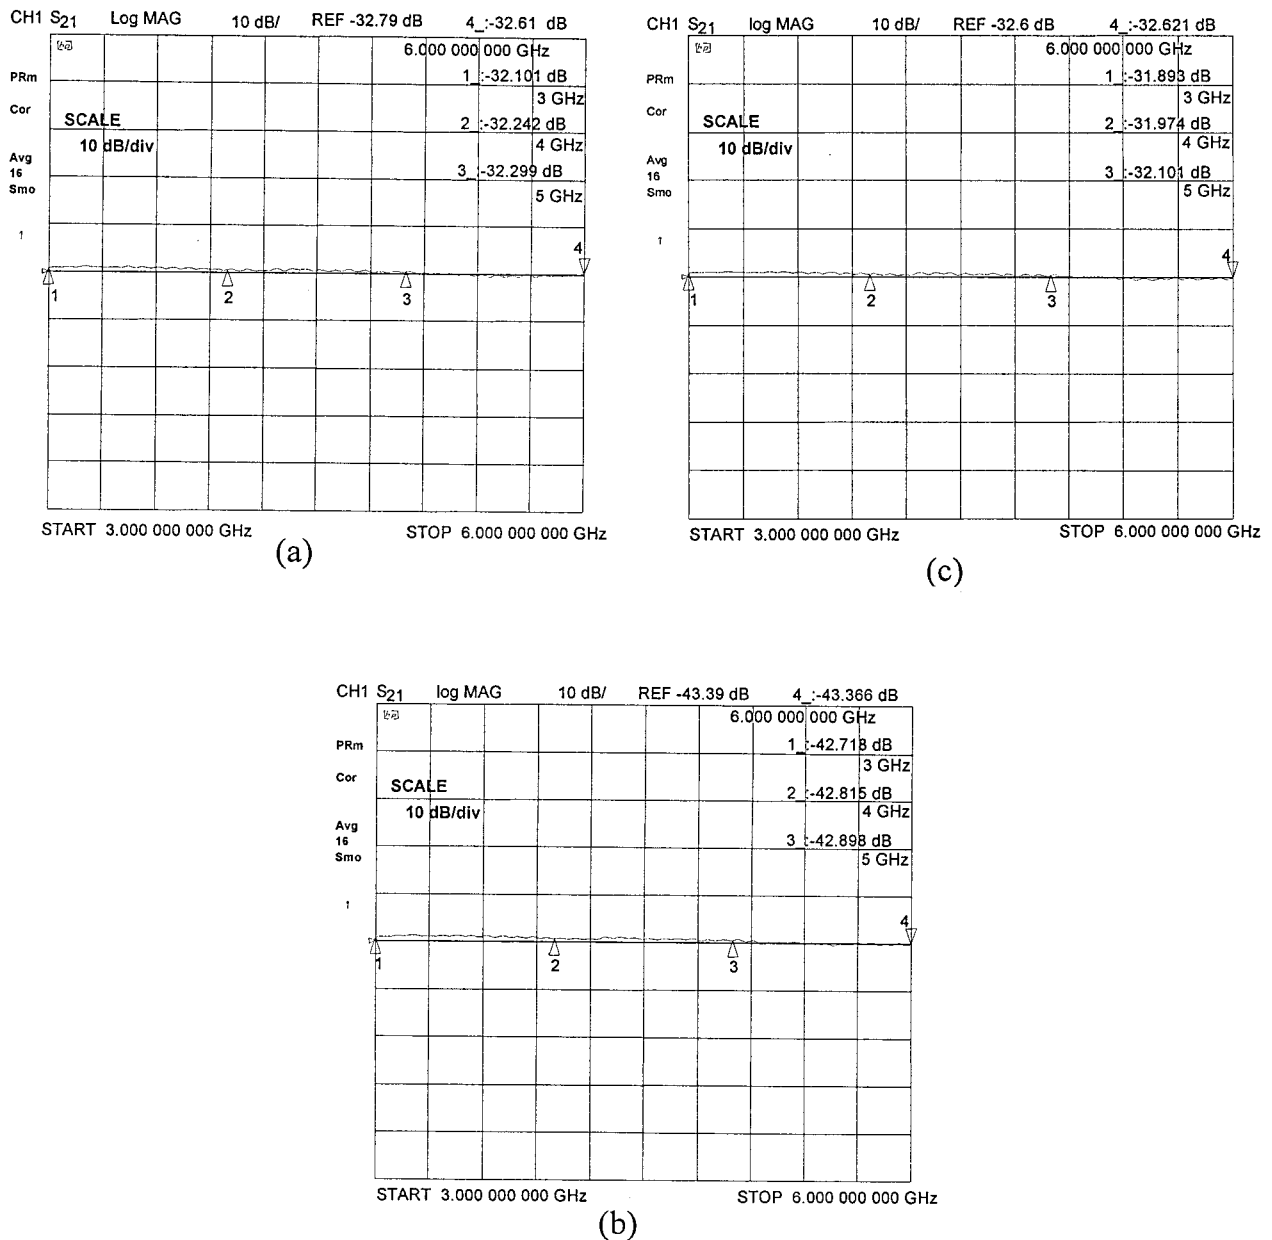 CH1 S21 Log MAG 10 dB/ REF -32.79 dB 4_:-32.61 dB
6.000 000 000 GHz
PRm
1_:-32.101 dB
3 GHz
Cor
SCALE
2_:-32.242 dB
10 dB/div
4 GHz
Avg
16
3_:-32.299 dB
Smo
5 GHz
↑
4
1
2
3
START 3.000 000 000 GHz STOP 6.000 000 000 GHz
(a)
CH1 S21 log MAG 10 dB/ REF -32.6 dB 4_:-32.621 dB
6.000 000 000 GHz
PRm
1_:-31.893 dB
3 GHz
Cor
SCALE
2_:-31.974 dB
10 dB/div
4 GHz
Avg
16
3_:-32.101 dB
Smo
5 GHz
↑
4
1
2
3
START 3.000 000 000 GHz STOP 6.000 000 000 GHz
(c)
CH1 S21 log MAG 10 dB/ REF -43.39 dB 4_:-43.366 dB
6.000 000 000 GHz
PRm
1_:-42.718 dB
3 GHz
Cor
SCALE
2_:-42.815 dB
10 dB/div
4 GHz
Avg
16
3_:-42.898 dB
Smo
5 GHz
↑
4
1
2
3
START 3.000 000 000 GHz STOP 6.000 000 000 GHz
(b)